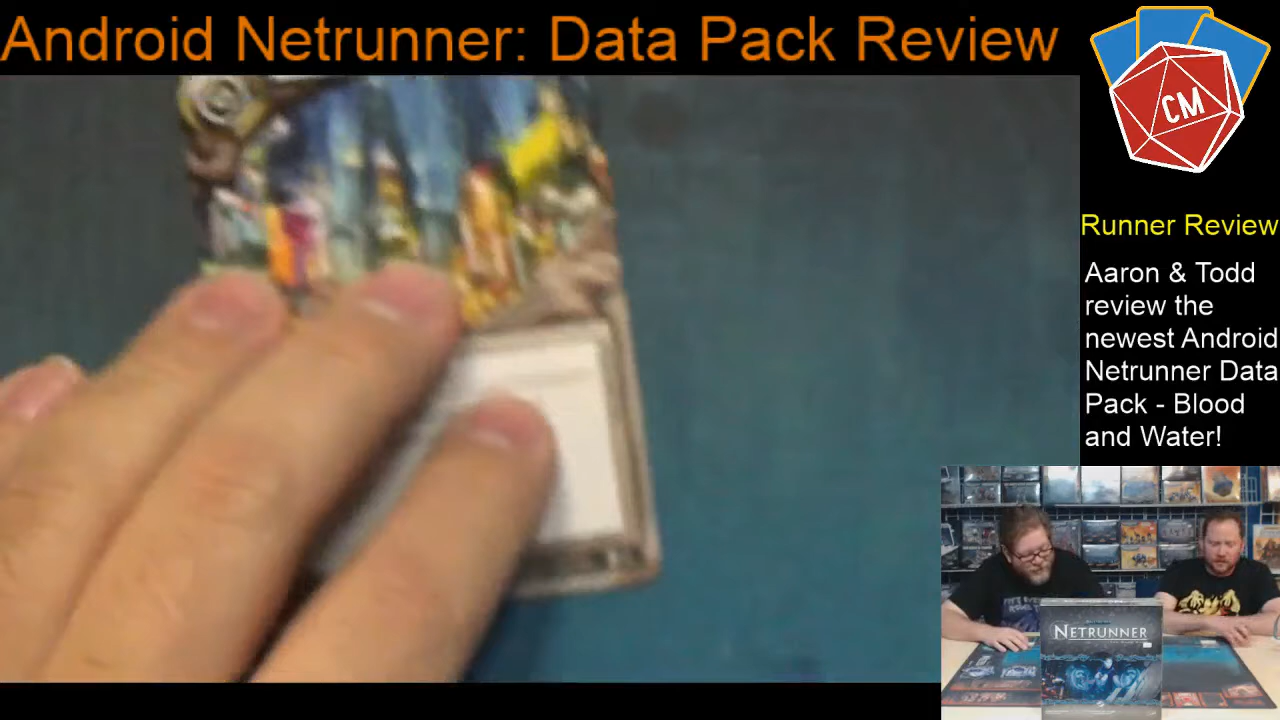 Android Netrunner: Data Pack Review
CM
Runner Review
Aaron & Todd
review the
newest Android
Netrunner Data
Pack - Blood
and Water!
NETRUNNER